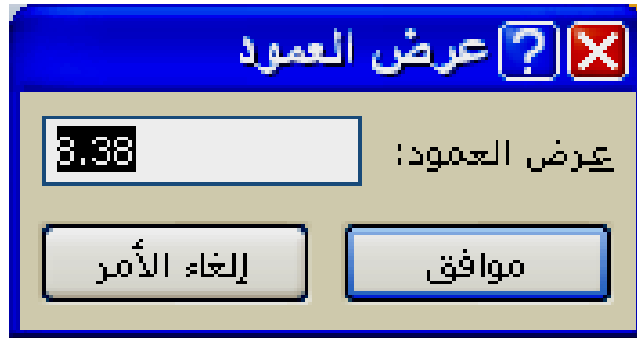 عرض العمود
عرض العمود: 8.38
موافق
إلغاء الأمر